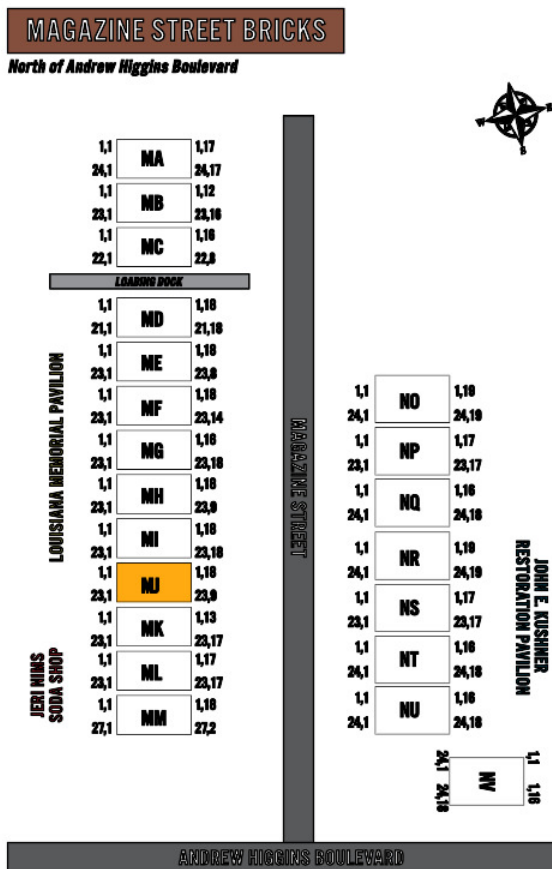 MAGAZINE STREET BRICKS
North of Andrew Higgins Boulevard
W
S
1,1 MA 1,17
24,1 24,17
1,1 MB 1,12
23,1 23,16
1,1 MC 1,16
22,1 22,8
LOADING DOCK
1,1 MD 1,18
21,1 21,18
1,1 ME 1,18
23,1 23,8
1,1 MF 1,18
23,1 23,14
1,1 MG 1,16
23,1 23,18
1,1 MH 1,18
23,1 23,9
1,1 MI 1,18
23,1 23,18
1,1 MJ 1,18
23,1 23,9
1,1 MK 1,13
23,1 23,17
1,1 ML 1,17
23,1 23,17
1,1 MM 1,18
27,1 27,2
LOUISIANA MEMORIAL PAVILION
JERI NIMS
SODA SHOP
MAGAZINE STREET
1,1 NO 1,19
24,1 24,19
1,1 NP 1,17
23,1 23,17
1,1 NQ 1,16
24,1 24,18
1,1 NR 1,19
24,1 24,19
1,1 NS 1,17
23,1 23,17
1,1 NT 1,16
24,1 24,18
1,1 NU 1,16
24,1 24,18
JOHN E. KUSHNER
RESTORATION PAVILION
1,1 NV 1,16
24,1 24,18
ANDREW HIGGINS BOULEVARD